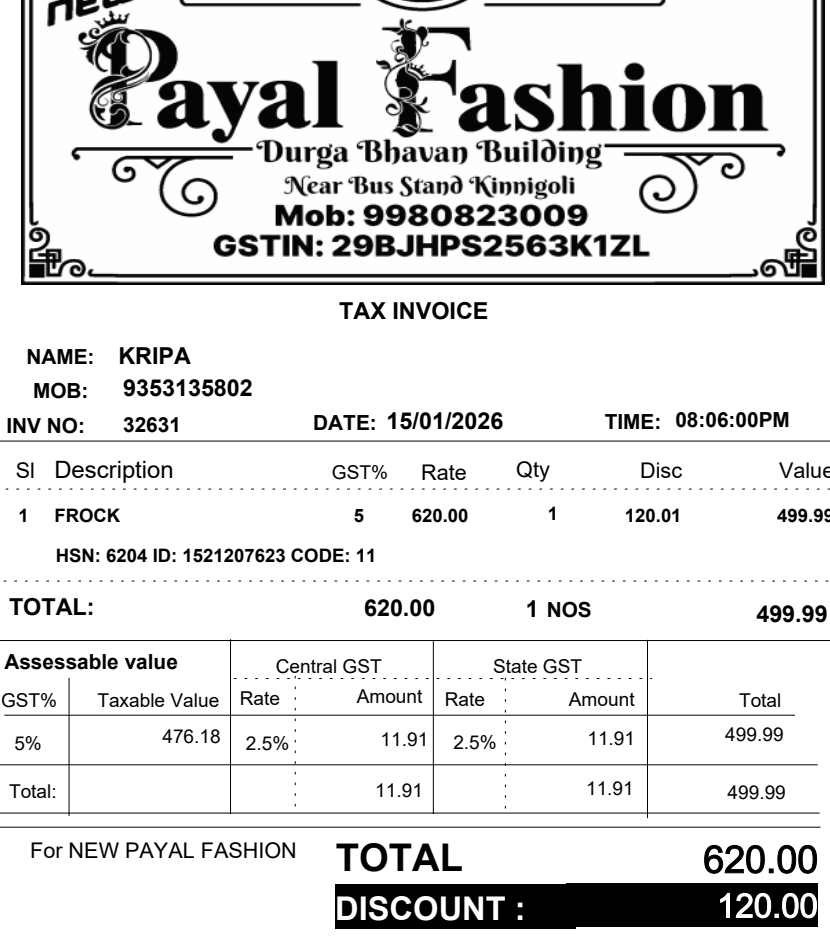 new
Payal Fashion
Durga Bhavan Building
Near Bus Stand Kinnigoli
Mob: 9980823009
GSTIN: 29BJHPS2563K1ZL
TAX INVOICE
NAME: KRIPA
MOB: 9353135802
INV NO: 32631 DATE: 15/01/2026 TIME: 08:06:00PM
Sl Description GST% Rate Qty Disc Value
1 FROCK 5 620.00 1 120.01 499.99
HSN: 6204 ID: 1521207623 CODE: 11
TOTAL: 620.00 1 NOS 499.99
Assessable value Central GST State GST
GST% Taxable Value Rate Amount Rate Amount Total
5% 476.18 2.5% 11.91 2.5% 11.91 499.99
Total: 11.91 11.91 499.99
For NEW PAYAL FASHION TOTAL 620.00
DISCOUNT : 120.00